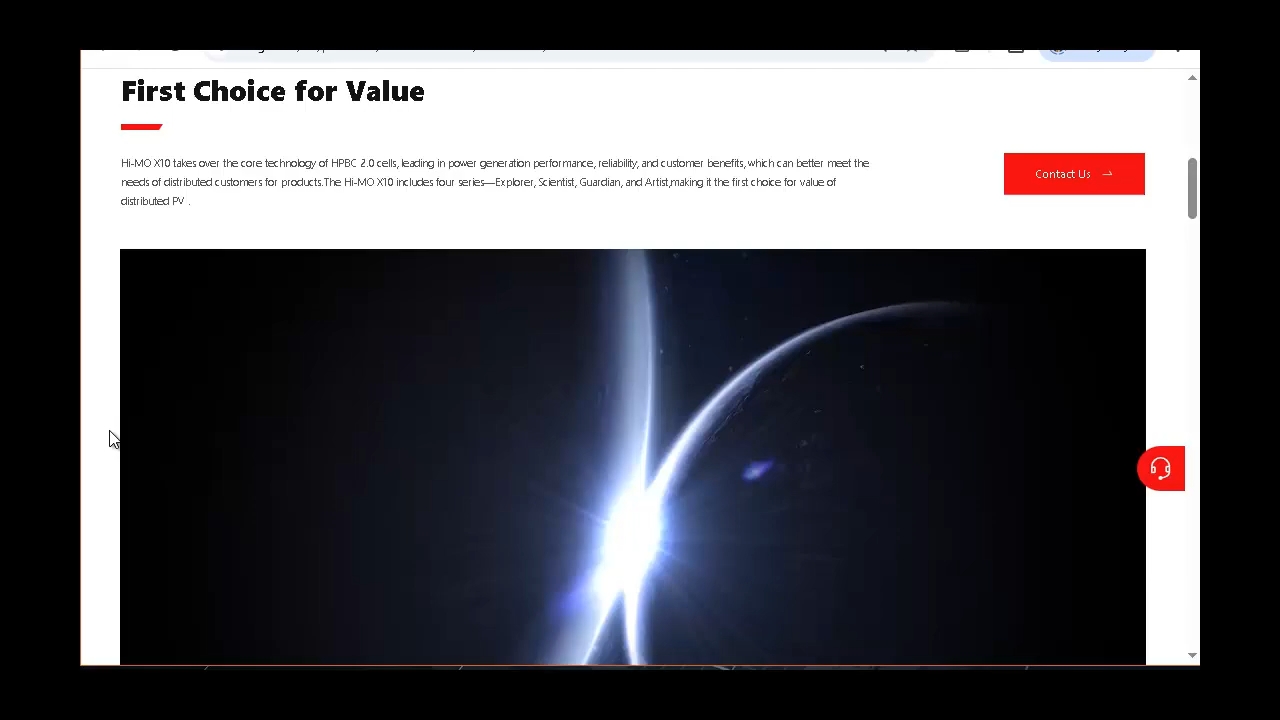 First Choice for Value
Hi-MO X10 takes over the core technology of HPBC 2.0 cells, leading in power generation performance, reliability, and customer benefits, which can better meet the
needs of distributed customers for products.The Hi-MO X10 includes four series—Explorer, Scientist, Guardian, and Artist,making it the first choice for value of
distributed PV .
Contact Us